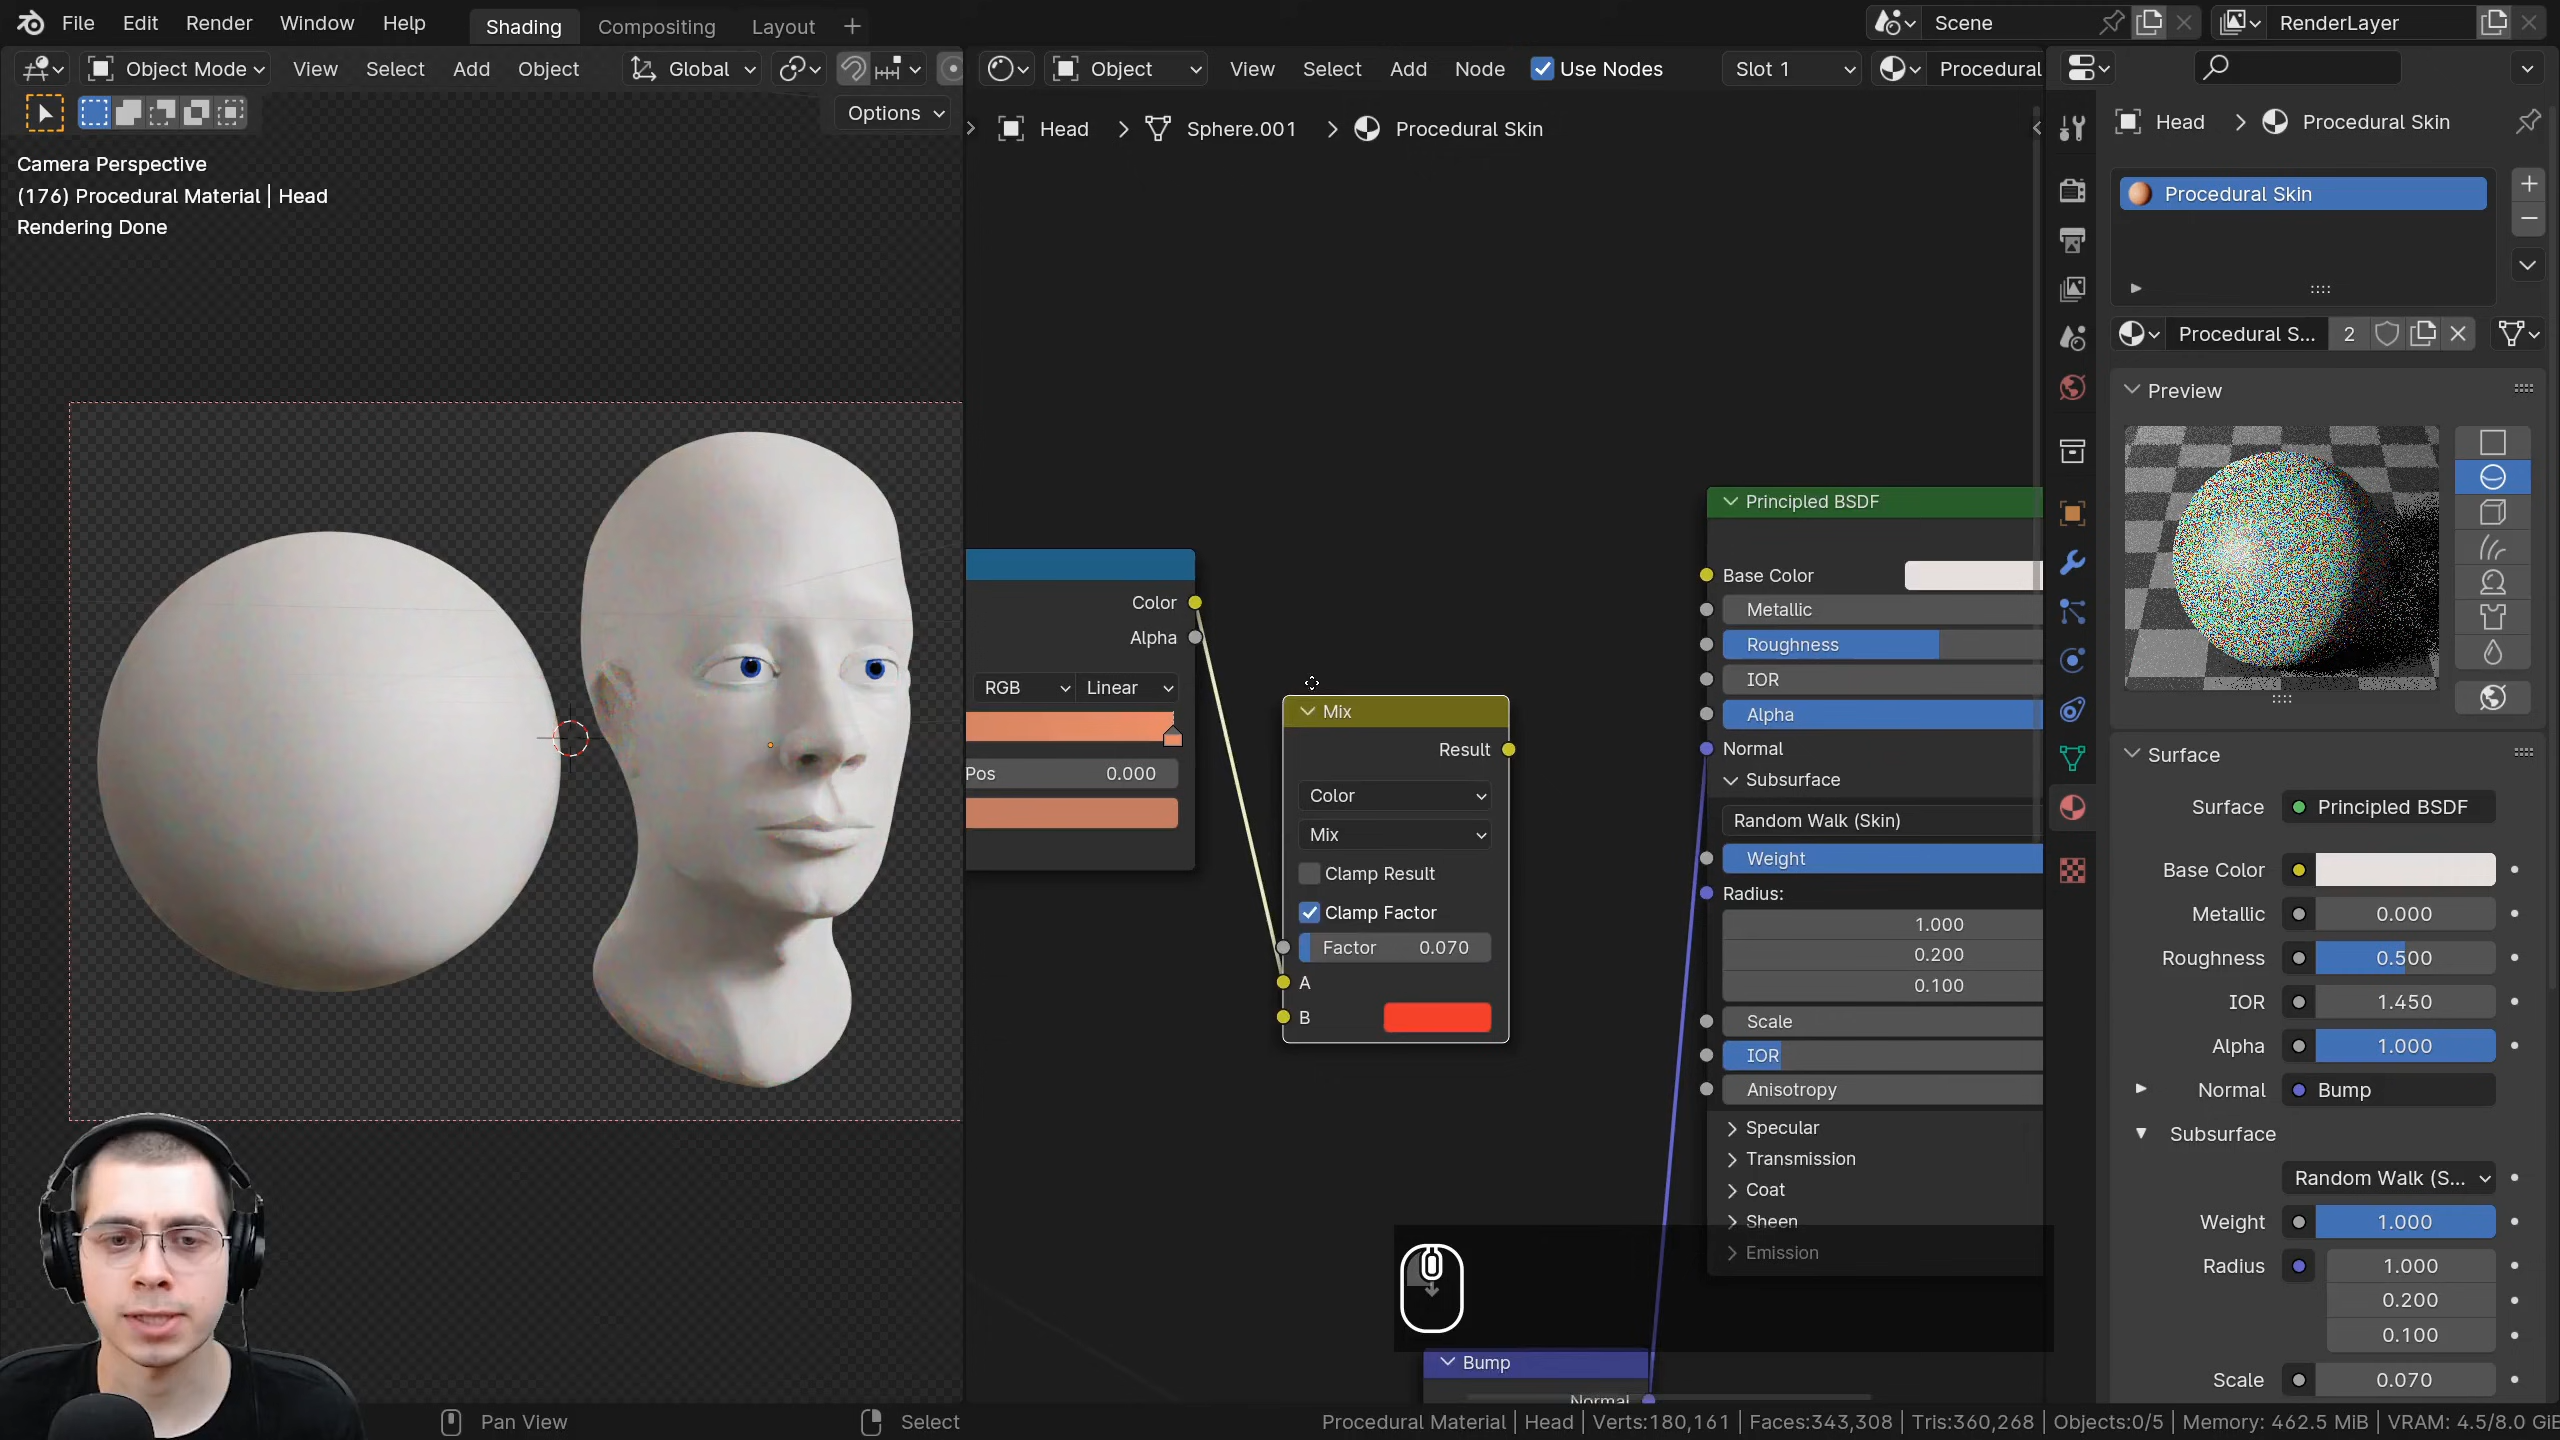 File Edit Render Window Help Shading Compositing Layout Scene RenderLayer
Object Mode View Select Add Object Global Object View Select Add Node Use Nodes Slot 1 Procedural
Options
Head Sphere.001 Procedural Skin
Head Procedural Skin
Camera Perspective
(176) Procedural Material | Head
Rendering Done
Procedural Skin
Procedural S... 2
Preview
Color
Alpha
RGB Linear
Pos 0.000
Mix
Result
Color
Mix
Clamp Result
Clamp Factor
Factor 0.070
A
B
Principled BSDF
Base Color
Metallic
Roughness
IOR
Alpha
Normal
Subsurface
Random Walk (Skin)
Weight
Radius:
1.000
0.200
0.100
Scale
IOR
Anisotropy
Specular
Transmission
Coat
Sheen
Emission
Bump
Normal
Surface
Surface Principled BSDF
Base Color
Metallic 0.000
Roughness 0.500
IOR 1.450
Alpha 1.000
Normal Bump
Subsurface
Random Walk (S...
Weight 1.000
Radius 1.000
0.200
0.100
Scale 0.070
Pan View Select Procedural Material | Head | Verts:180,161 | Faces:343,308 | Tris:360,268 | Objects:0/5 | Memory: 462.5 MiB | VRAM: 4.5/8.0 GiB